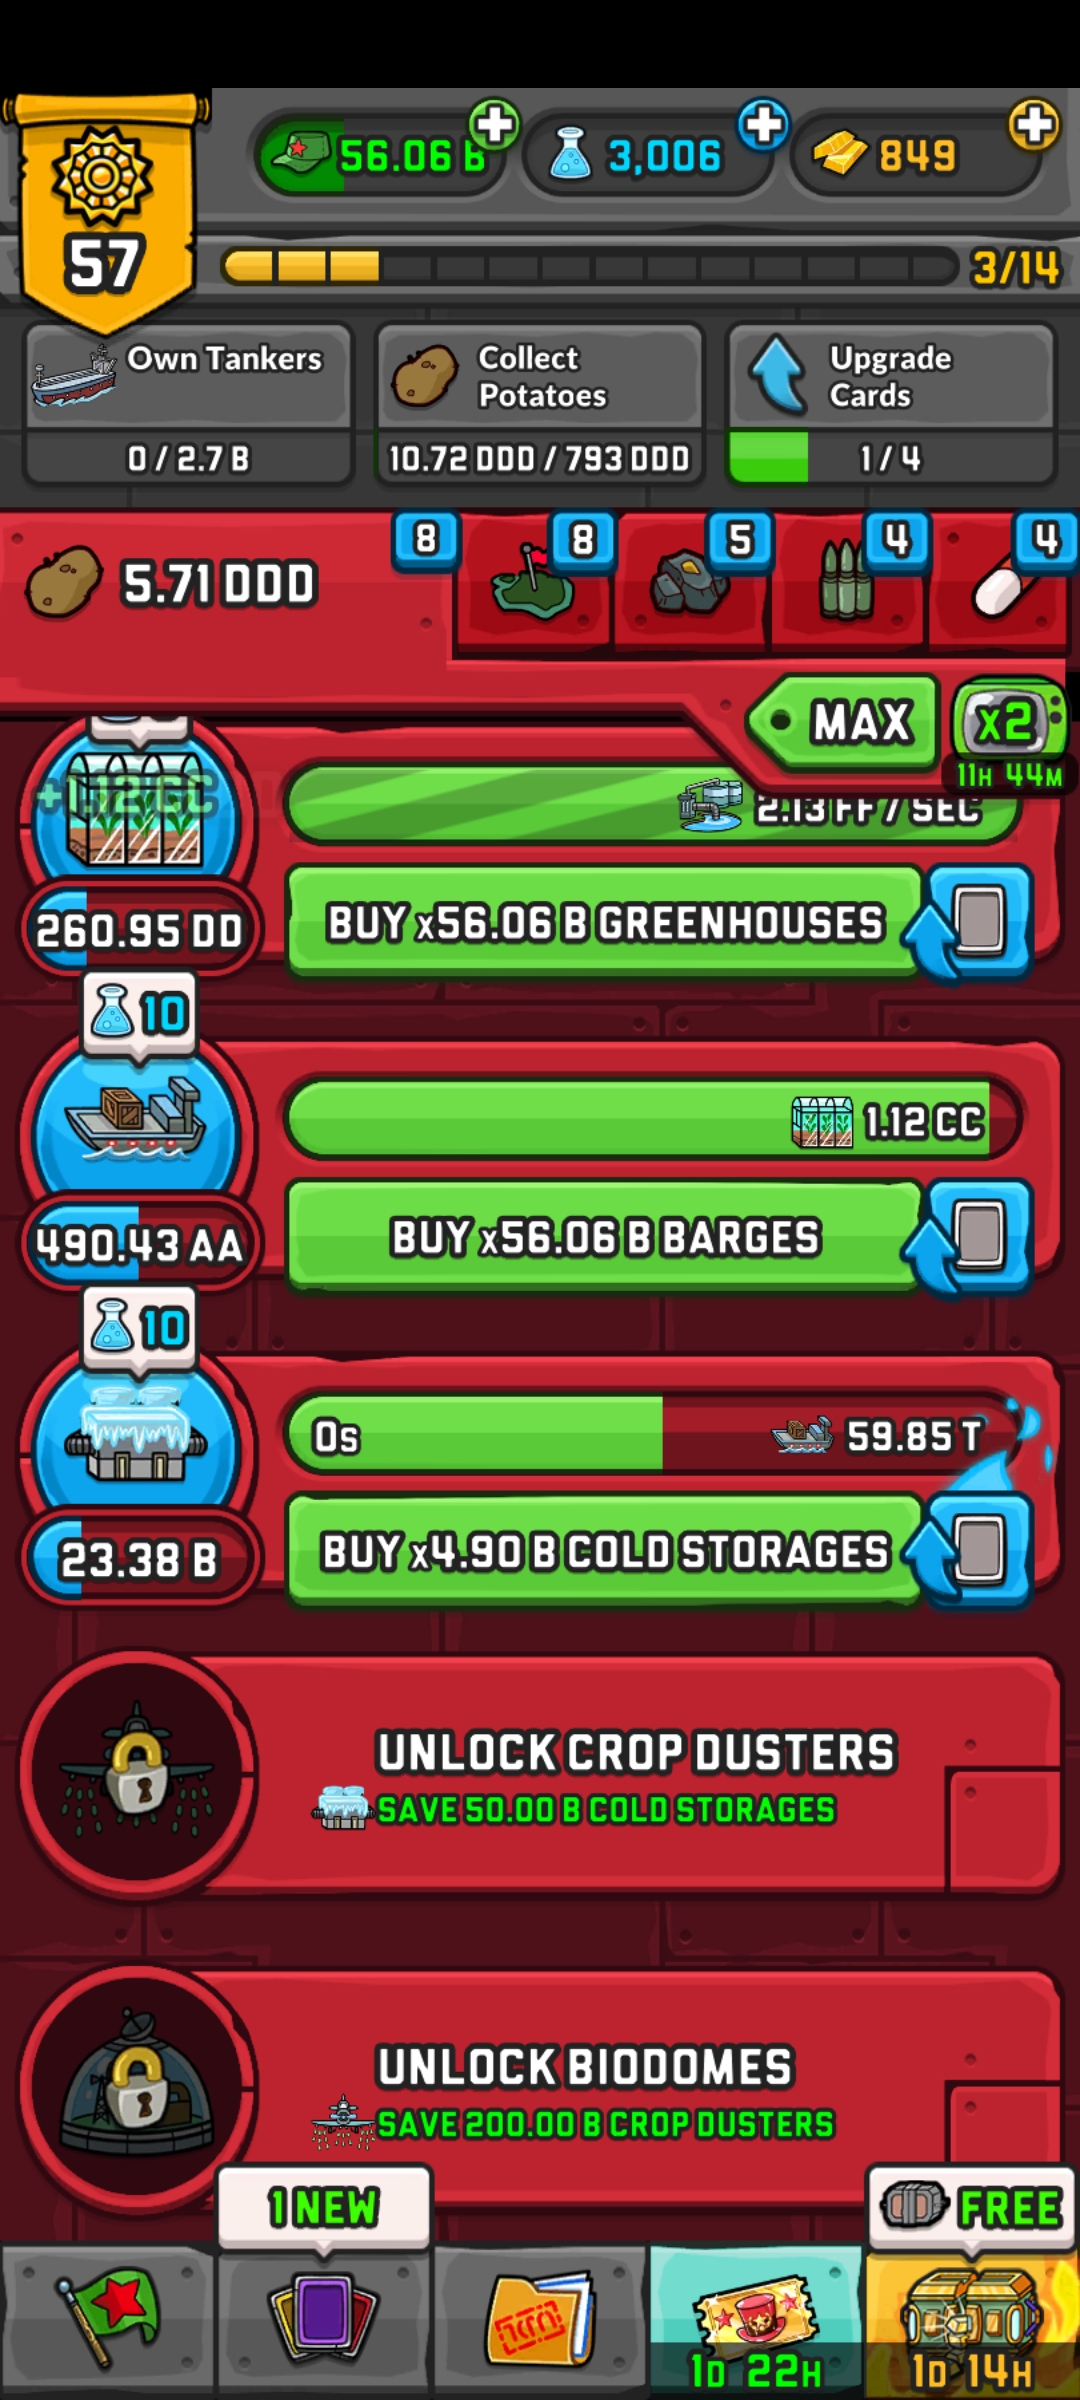 56.06 B
3,006
849
57
3/14
Own Tankers
Collect
Potatoes
Upgrade
Cards
0 / 2.7 B
10.72 DDD / 793 DDD
1 / 4
5.71 DDD
8
8
5
4
4
MAX
x2
11H 44M
2.13 FF / SEC
BUY x56.06 B GREENHOUSES
260.95 DD
10
1.12 CC
BUY x56.06 B BARGES
490.43 AA
10
0s
59.85 T
BUY x4.90 B COLD STORAGES
23.38 B
UNLOCK CROP DUSTERS
SAVE 50.00 B COLD STORAGES
UNLOCK BIODOMES
SAVE 200.00 B CROP DUSTERS
1 NEW
FREE
1D 22H
1D 14H